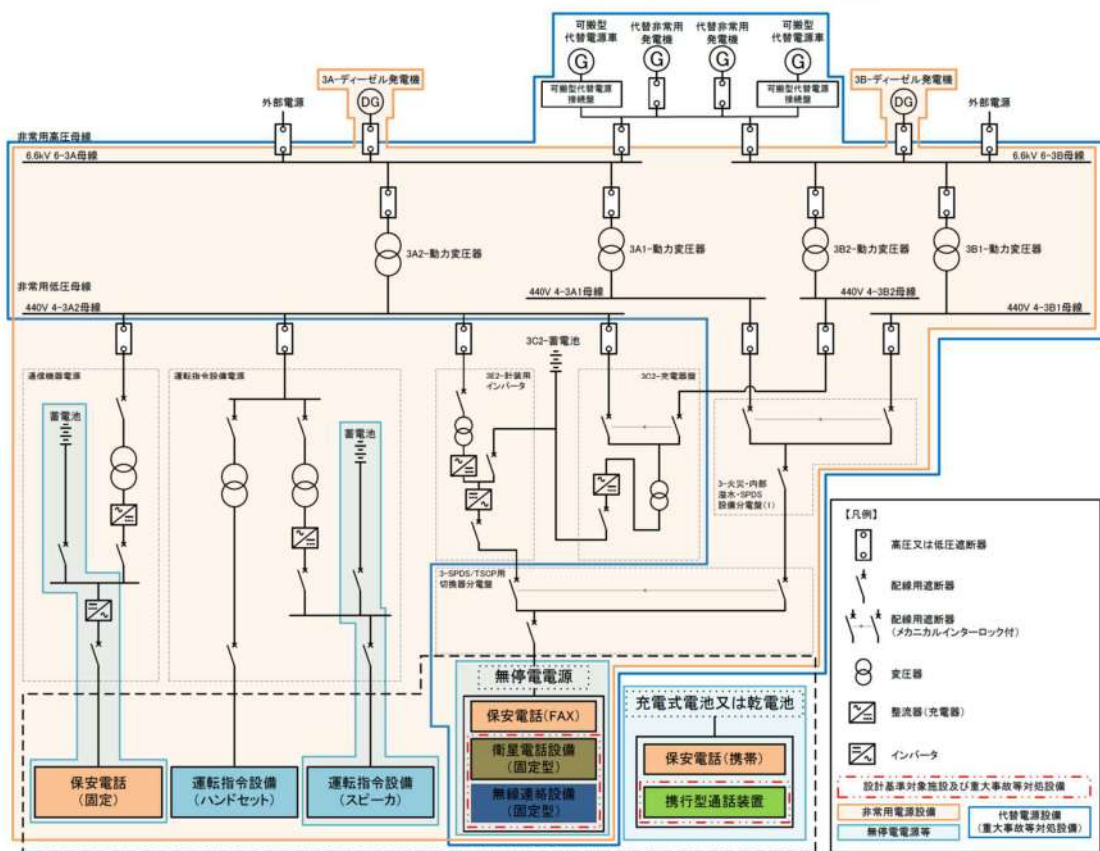 可搬型
代替電源車
代替非常用
発電機
代替非常用
発電機
可搬型
代替電源車
G
G
G
G
可搬型代替電源
接続盤
可搬型代替電源
接続盤
3A-ディーゼル発電機
DG
外部電源
3B-ディーゼル発電機
DG
外部電源
非常用高圧母線
6.6kV 6-3A母線
6.6kV 6-3B母線
3A2-動力変圧器
3A1-動力変圧器
3B2-動力変圧器
3B1-動力変圧器
非常用低圧母線
440V 4-3A2母線
440V 4-3A1母線
440V 4-3B2母線
440V 4-3B1母線
通信機器電源
蓄電池
運転指令設備電源
蓄電池
3E2-計装用
インバータ
3C2-蓄電池
3C2-充電器盤
3-火災・内部
溢水・SPDS
設備分電盤(1)
3-SPDS/TSCP用
切換器分電盤
無停電電源
保安電話(FAX)
衛星電話設備
(固定型)
無線連絡設備
(固定型)
充電式電池又は乾電池
保安電話(携帯)
携行型通話装置
保安電話
(固定)
運転指令設備
(ハンドセット)
運転指令設備
(スピーカ)
【凡例】
高圧又は低圧遮断器
配線用遮断器
配線用遮断器
(メカニカルインターロック付)
変圧器
整流器(充電器)
インバータ
設計基準対象施設及び重大事故等対処設備
非常用電源設備
無停電電源等
代替電源設備
(重大事故等対処設備)